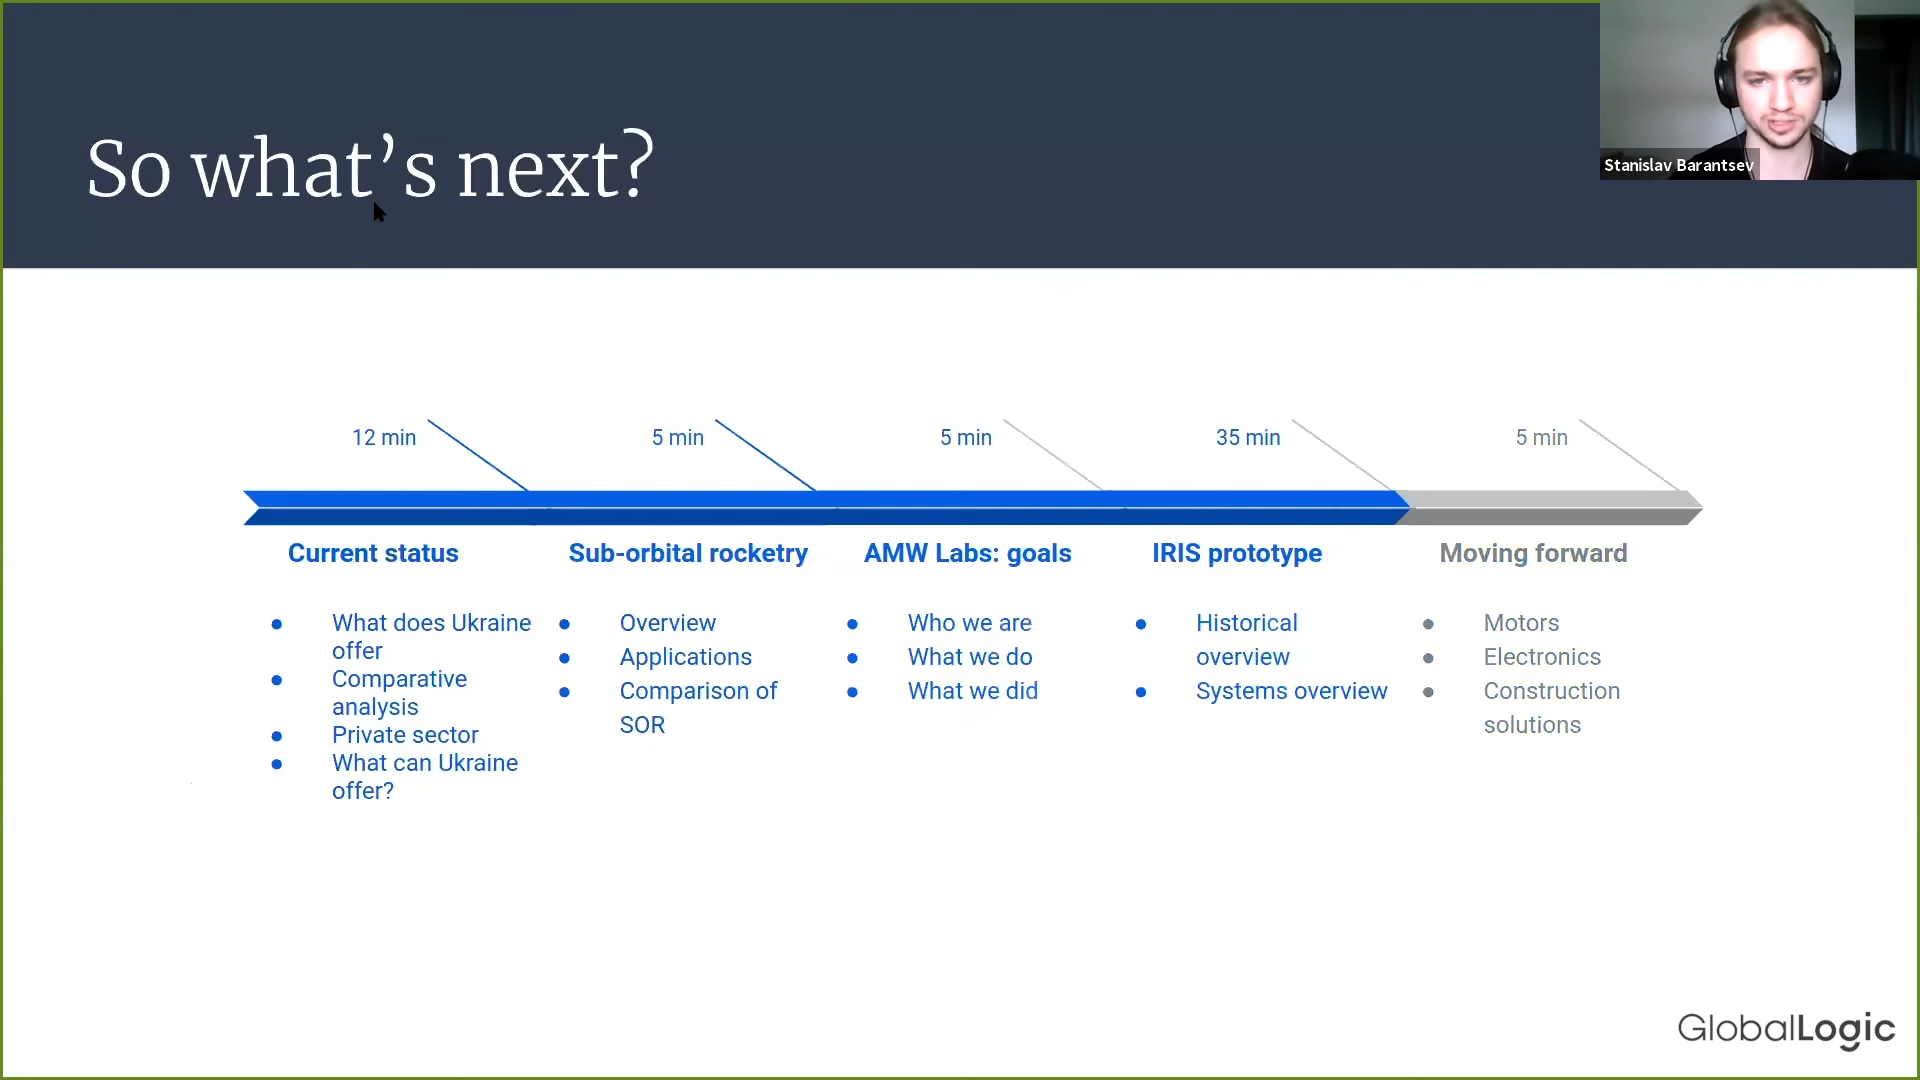 So what’s next?
Stanislav Barantsev
12 min
5 min
5 min
35 min
5 min
Current status
● What does Ukraine
offer
● Comparative
analysis
● Private sector
● What can Ukraine
offer?
Sub-orbital rocketry
● Overview
● Applications
● Comparison of
SOR
AMW Labs: goals
● Who we are
● What we do
● What we did
IRIS prototype
● Historical
overview
● Systems overview
Moving forward
● Motors
● Electronics
● Construction
solutions
GlobalLogic